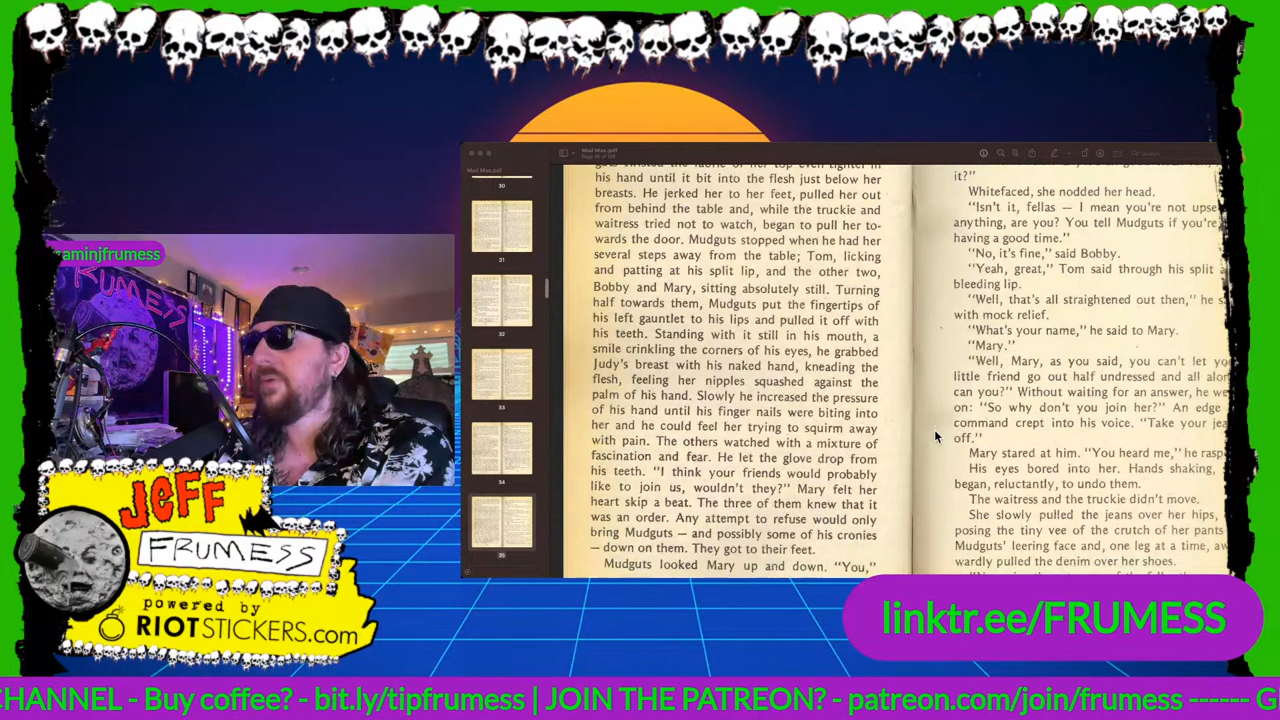 Mad Max.pdf
Mad Max.pdf
30
31
32
33
34
35
his hand until it bit into the flesh just below her
breasts. He jerked her to her feet, pulled her out
from behind the table and, while the truckie and
waitress tried not to watch, began to pull her to-
wards the door. Mudguts stopped when he had her
several steps away from the table; Tom, licking
and patting at his split lip, and the other two,
Bobby and Mary, sitting absolutely still. Turning
half towards them, Mudguts put the fingertips of
his left gauntlet to his lips and pulled it off with
his teeth. Standing with it still in his mouth, a
smile crinkling the corners of his eyes, he grabbed
Judy's breast with his naked hand, kneading the
flesh, feeling her nipples squashed against the
palm of his hand. Slowly he increased the pressure
of his hand until his finger nails were biting into
her and he could feel her trying to squirm away
with pain. The others watched with a mixture of
fascination and fear. He let the glove drop from
his teeth. "I think your friends would probably
like to join us, wouldn't they?" Mary felt her
heart skip a beat. The three of them knew that it
was an order. Any attempt to refuse would only
bring Mudguts — and possibly some of his cronies
— down on them. They got to their feet.
Mudguts looked Mary up and down. "You,"
it?"
Whitefaced, she nodded her head.
"Isn't it, fellas — I mean you're not upse
anything, are you? You tell Mudguts if you're
having a good time."
"No, it's fine," said Bobby.
"Yeah, great," Tom said through his split
bleeding lip.
"Well, that's all straightened out then," he s
with mock relief.
"What's your name," he said to Mary.
"Mary."
"Well, Mary, as you said, you can't let yo
little friend go out half undressed and all alon
can you?" Without waiting for an answer, he we
on: "So why don't you join her?" An edge
command crept into his voice. "Take your jea
off."
Mary stared at him. "You heard me," he rasp
His eyes bored into her. Hands shaking,
began, reluctantly, to undo them.
The waitress and the truckie didn't move.
She slowly pulled the jeans over her hips,
posing the tiny vee of the crutch of her pants
Mudguts' leering face and, one leg at a time, aw
wardly pulled the denim over her shoes.
aminjfrumess
FRUMESS
JEFF
FRUMESS
powered by
RIOTSTICKERS.com
linktr.ee/FRUMESS
CHANNEL - Buy coffee? - bit.ly/tipfrumess | JOIN THE PATREON? - patreon.com/join/frumess ------ G